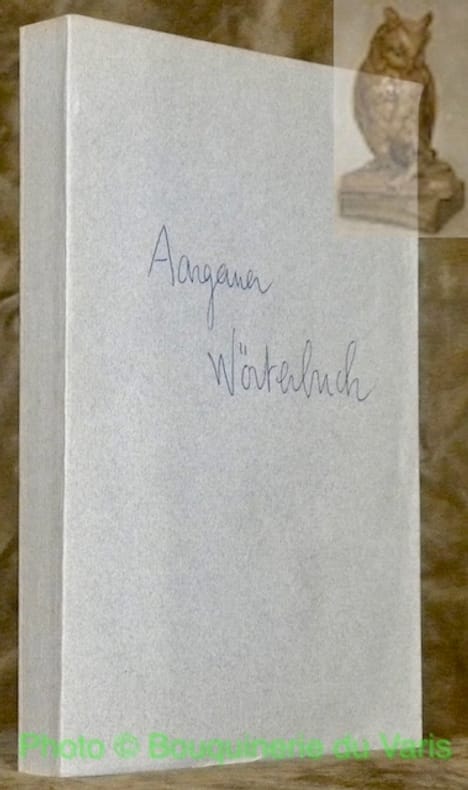 Aargauer
Wörterbuch
Photo © Bouquinerie du Varis